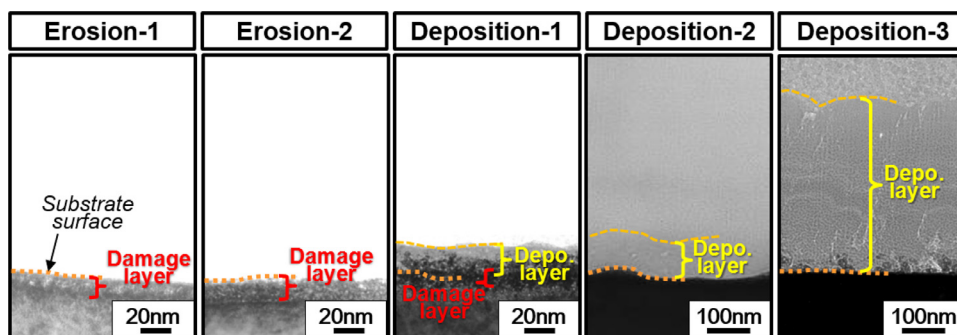 Erosion-1
Erosion-2
Deposition-1
Deposition-2
Deposition-3
Substrate
surface
Damage
layer
20nm
Damage
layer
20nm
Depo.
layer
Damage
layer
20nm
Depo.
layer
100nm
Depo.
layer
100nm